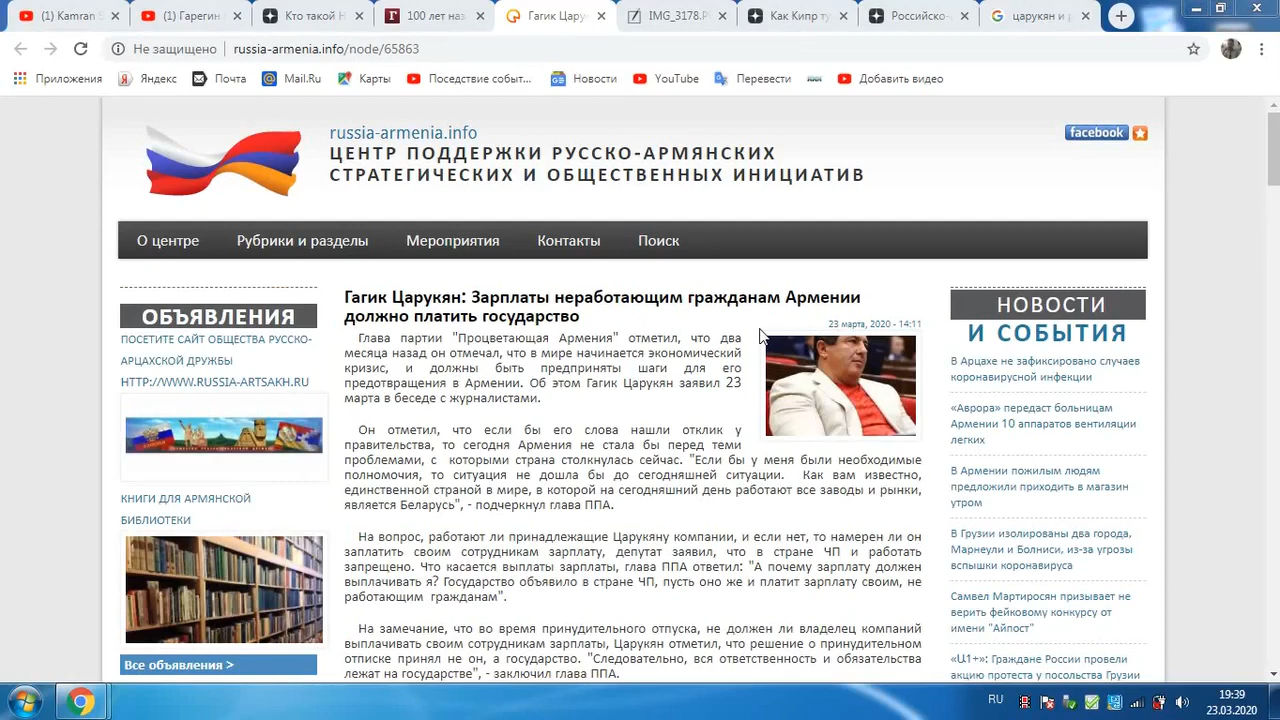 (1) Kamran S
(1) Гарегин
Кто такой Н
100 лет наз
Гагик Цару
IMG_3178.m
Как Кипр ту
Российско-
царукян и р
Не защищено
russia-armenia.info/node/65863
Приложения
Яндекс
Почта
Mail.Ru
Карты
Поседствие событ...
Новости
YouTube
Перевести
Добавить видео
russia-armenia.info
ЦЕНТР ПОДДЕРЖКИ РУССКО-АРМЯНСКИХ
СТРАТЕГИЧЕСКИХ И ОБЩЕСТВЕННЫХ ИНИЦИАТИВ
facebook
О центре
Рубрики и разделы
Мероприятия
Контакты
Поиск
ОБЪЯВЛЕНИЯ
ПОСЕТИТЕ САЙТ ОБЩЕСТВА РУССКО-
АРЦАХСКОЙ ДРУЖБЫ
HTTP://WWW.RUSSIA-ARTSAKH.RU
КНИГИ ДЛЯ АРМЯНСКОЙ
БИБЛИОТЕКИ
Все объявления >
Гагик Царукян: Зарплаты неработающим гражданам Армении
должно платить государство
23 марта, 2020 - 14:11
Глава партии "Процветающая Армения" отметил, что два
месяца назад он отмечал, что в мире начинается экономический
кризис, и должны быть предприняты шаги для его
предотвращения в Армении. Об этом Гагик Царукян заявил 23
марта в беседе с журналистами.
Он отметил, что если бы его слова нашли отклик у
правительства, то сегодня Армения не стала бы перед теми
проблемами, с которыми страна столкнулась сейчас. "Если бы у меня были необходимые
полномочия, то ситуация не дошла бы до сегодняшней ситуации. Как вам известно,
единственной страной в мире, в которой на сегодняшний день работают все заводы и рынки,
является Беларусь", - подчеркнул глава ППА.
На вопрос, работают ли принадлежащие Царукяну компании, и если нет, то намерен ли он
заплатить своим сотрудникам зарплату, депутат заявил, что в стране ЧП и работать
запрещено. Что касается выплаты зарплаты, глава ППА ответил: "А почему зарплату должен
выплачивать я? Государство объявило в стране ЧП, пусть оно же и платит зарплату своим, не
работающим гражданам".
На замечание, что во время принудительного отпуска, не должен ли владелец компаний
выплачивать своим сотрудникам зарплаты, Царукян отметил, что решение о принудительном
отписке принял не он, а государство. "Следовательно, вся ответственность и обязательства
лежат на государстве", - заключил глава ППА.
НОВОСТИ
И СОБЫТИЯ
В Арцахе не зафиксировано случаев
коронавирусной инфекции
«Аврора» передаст больницам
Армении 10 аппаратов вентиляции
легких
В Армении пожилым людям
предложили приходить в магазин
утром
В Грузии изолированы два города,
Марнеули и Болниси, из-за угрозы
вспышки коронавируса
Самвел Мартиросян призывает не
верить фейковому конкурсу от
имени "Айпост"
«Ա1+»: Граждане России провели
акцию протеста у посольства Грузии
RU
19:39
23.03.2020